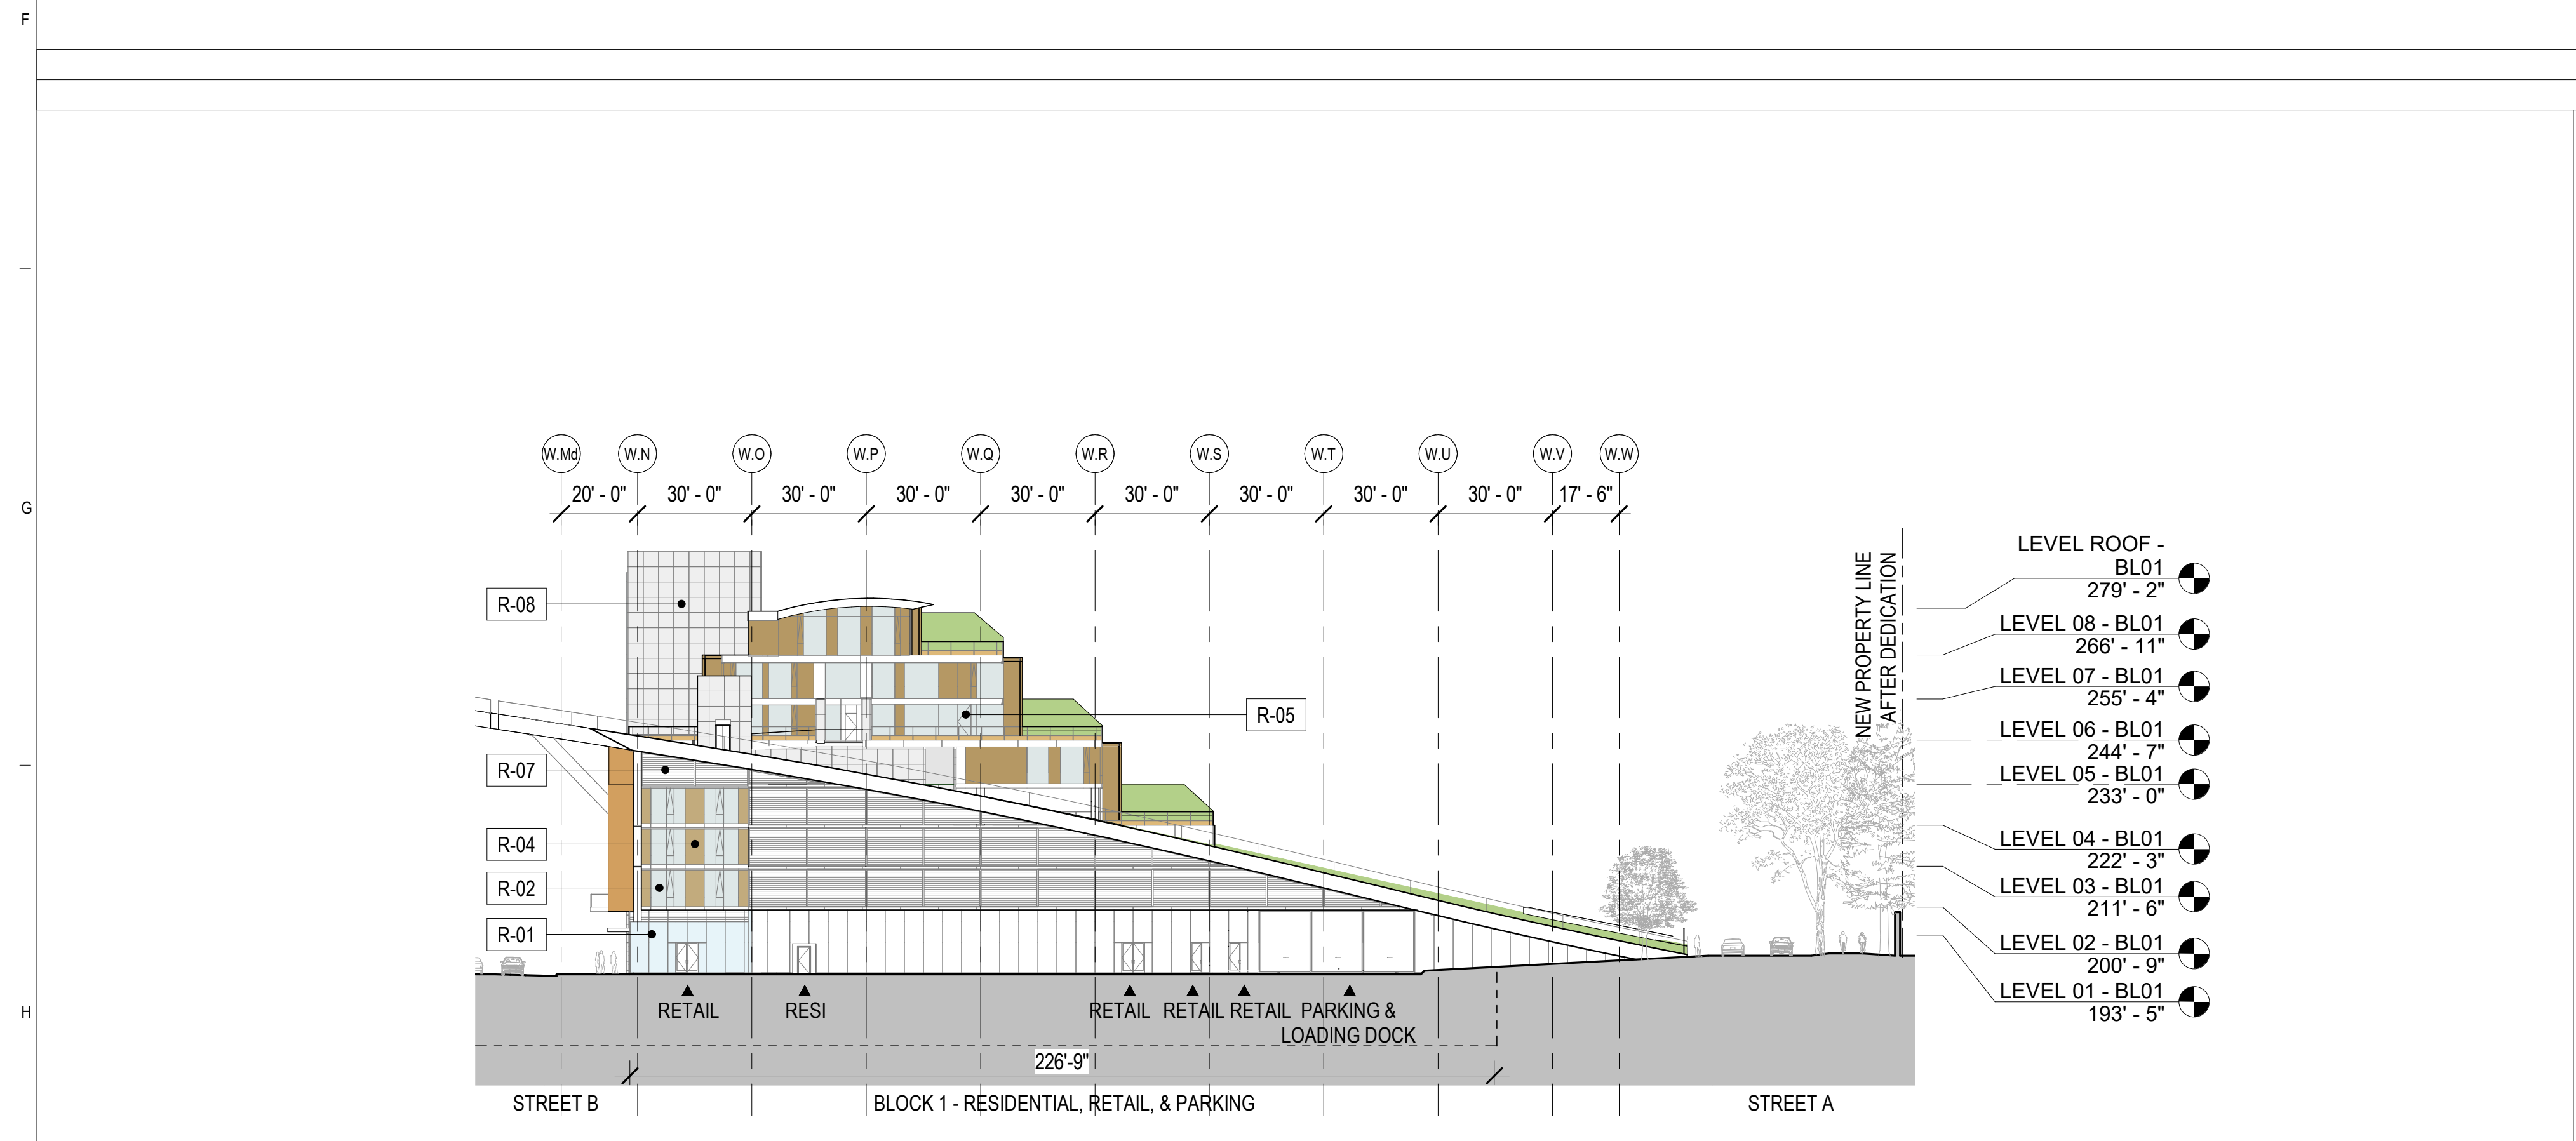 F
W.Md
W.N
W.O
W.P
W.Q
W.R
W.S
W.T
W.U
W.V
W.W
20' - 0"
30' - 0"
30' - 0"
30' - 0"
30' - 0"
30' - 0"
30' - 0"
30' - 0"
30' - 0"
17' - 6"
G
R-08
R-05
R-07
R-04
R-02
R-01
NEW PROPERTY LINE
AFTER DEDICATION
LEVEL ROOF -
BL01
279' - 2"
LEVEL 08 - BL01
266' - 11"
LEVEL 07 - BL01
255' - 4"
LEVEL 06 - BL01
244' - 7"
LEVEL 05 - BL01
233' - 0"
LEVEL 04 - BL01
222' - 3"
LEVEL 03 - BL01
211' - 6"
LEVEL 02 - BL01
200' - 9"
LEVEL 01 - BL01
193' - 5"
H
RETAIL
RESI
RETAIL
RETAIL
RETAIL
PARKING &
LOADING DOCK
226'-9"
STREET B
BLOCK 1 - RESIDENTIAL, RETAIL, & PARKING
STREET A